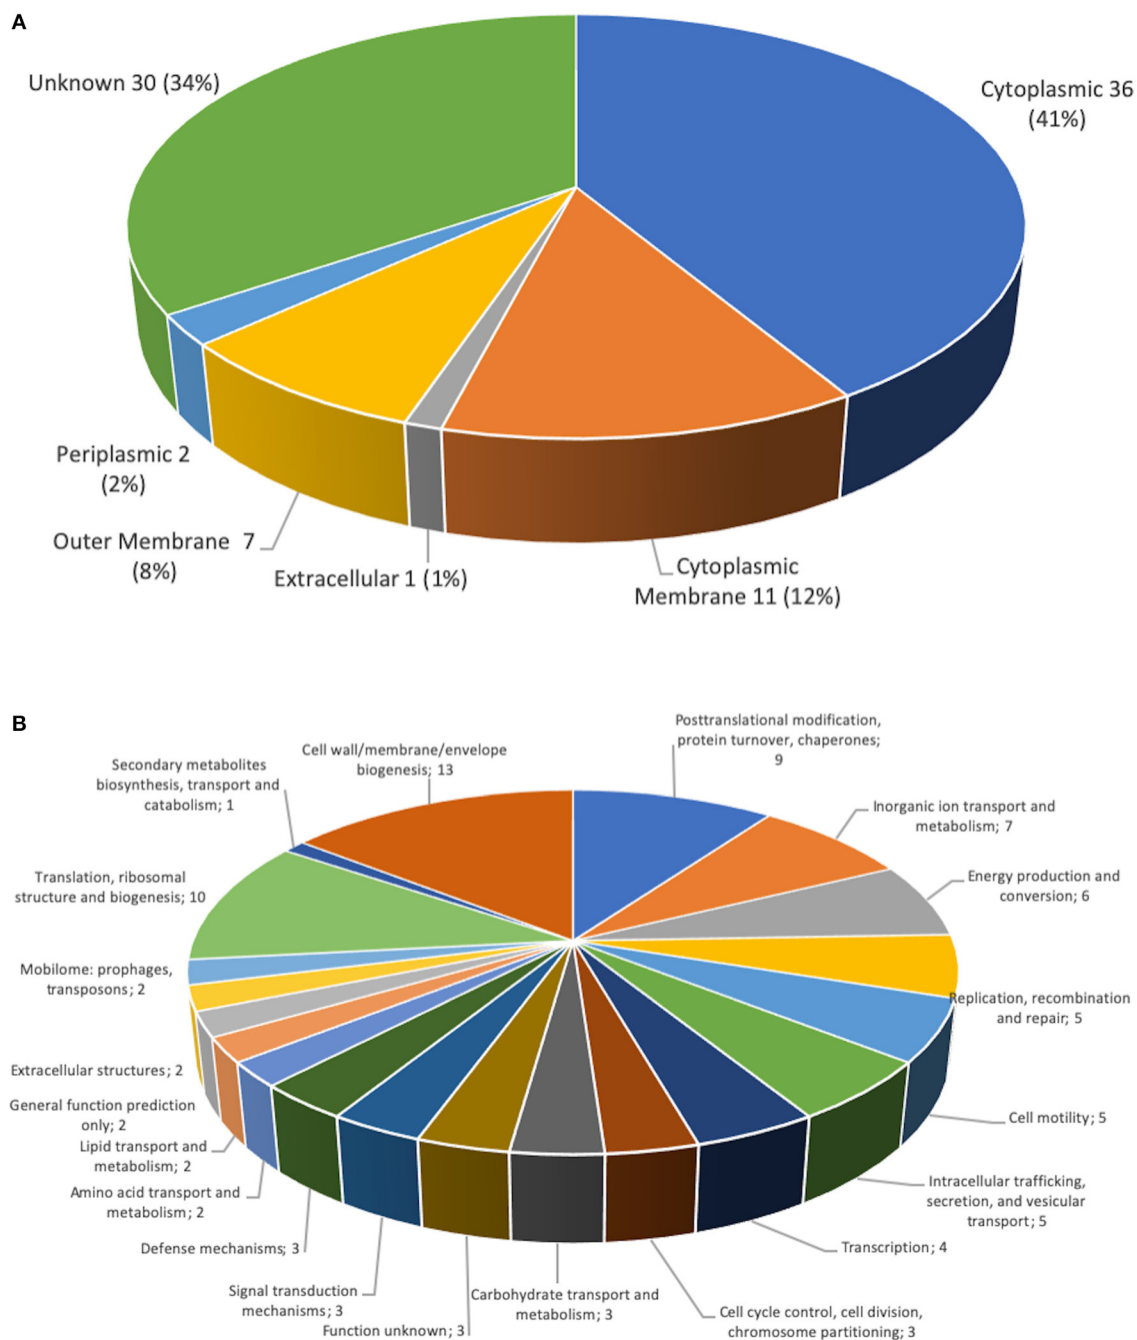 A
Unknown 30 (34%)
Cytoplasmic 36
(41%)
Periplasmic 2
(2%)
Outer Membrane 7
(8%)
Extracellular 1 (1%)
Cytoplasmic
Membrane 11 (12%)
B
Posttranslational modification,
protein turnover, chaperones;
9
Cell wall/membrane/envelope
biogenesis; 13
Secondary metabolites
biosynthesis, transport and
catabolism; 1
Inorganic ion transport and
metabolism; 7
Translation, ribosomal
structure and biogenesis; 10
Energy production and
conversion; 6
Mobilome: prophages,
transposons; 2
Replication, recombination
and repair; 5
Extracellular structures; 2
General function prediction
only; 2
Cell motility; 5
Lipid transport and
metabolism; 2
Amino acid transport and
metabolism; 2
Intracellular trafficking,
secretion, and vesicular
transport; 5
Defense mechanisms; 3
Transcription; 4
Signal transduction
mechanisms; 3
Carbohydrate transport and
metabolism; 3
Function unknown; 3
Cell cycle control, cell division,
chromosome partitioning; 3